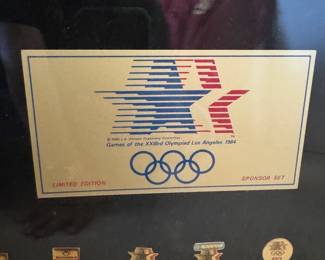 Games of the XXIIIrd Olympiad Los Angeles 1984
LIMITED EDITION
SPONSOR SET